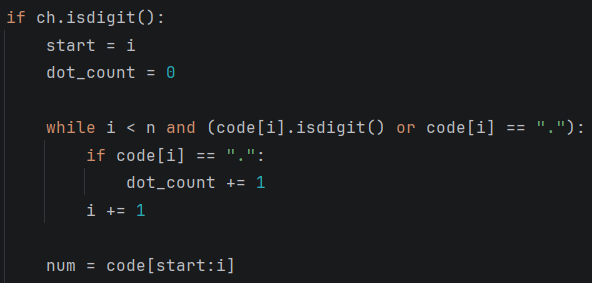 if ch.isdigit():
    start = i
    dot_count = 0
    while i < n and (code[i].isdigit() or code[i] == "."):
        if code[i] == ".":
            dot_count += 1
        i += 1
    num = code[start:i]